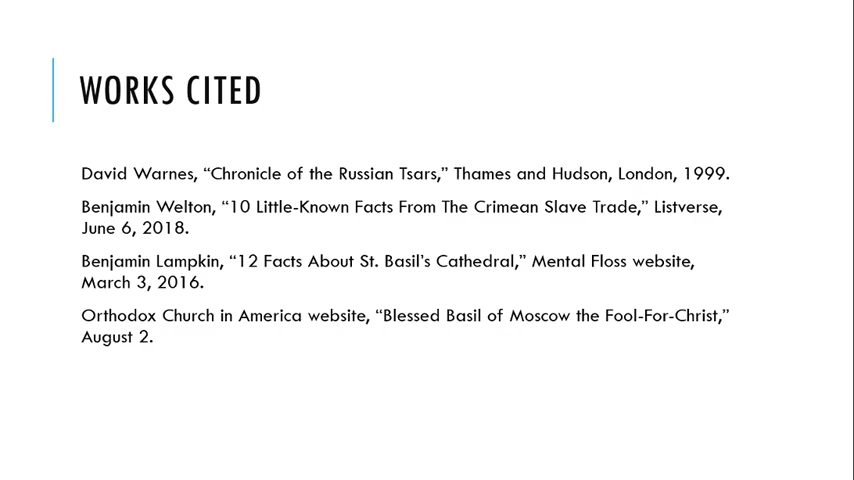 WORKS CITED
David Warnes, “Chronicle of the Russian Tsars,” Thames and Hudson, London, 1999.
Benjamin Welton, “10 Little-Known Facts From The Crimean Slave Trade,” Listverse,
June 6, 2018.
Benjamin Lampkin, “12 Facts About St. Basil’s Cathedral,” Mental Floss website,
March 3, 2016.
Orthodox Church in America website, “Blessed Basil of Moscow the Fool-For-Christ,”
August 2.